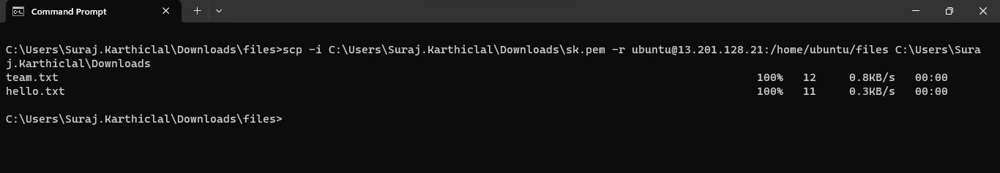 Command Prompt
C:\Users\Suraj.Karthiclal\Downloads\files>scp -i C:\Users\Suraj.Karthiclal\Downloads\sk.pem -r ubuntu@13.201.128.21:/home/ubuntu/files C:\Users\Sura
j.Karthiclal\Downloads
team.txt 100% 12 0.8KB/s 00:00
hello.txt 100% 11 0.3KB/s 00:00
C:\Users\Suraj.Karthiclal\Downloads\files>